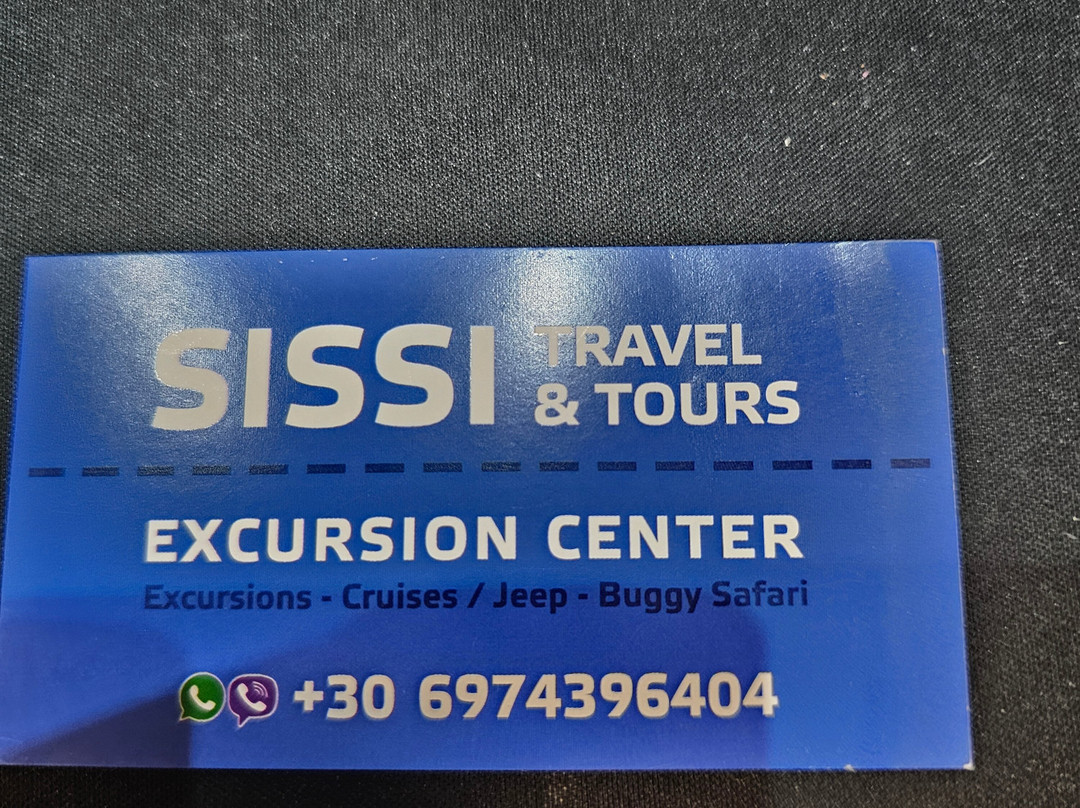 SISSI TRAVEL
& TOURS
EXCURSION CENTER
Excursions - Cruises / Jeep - Buggy Safari
+30 6974396404